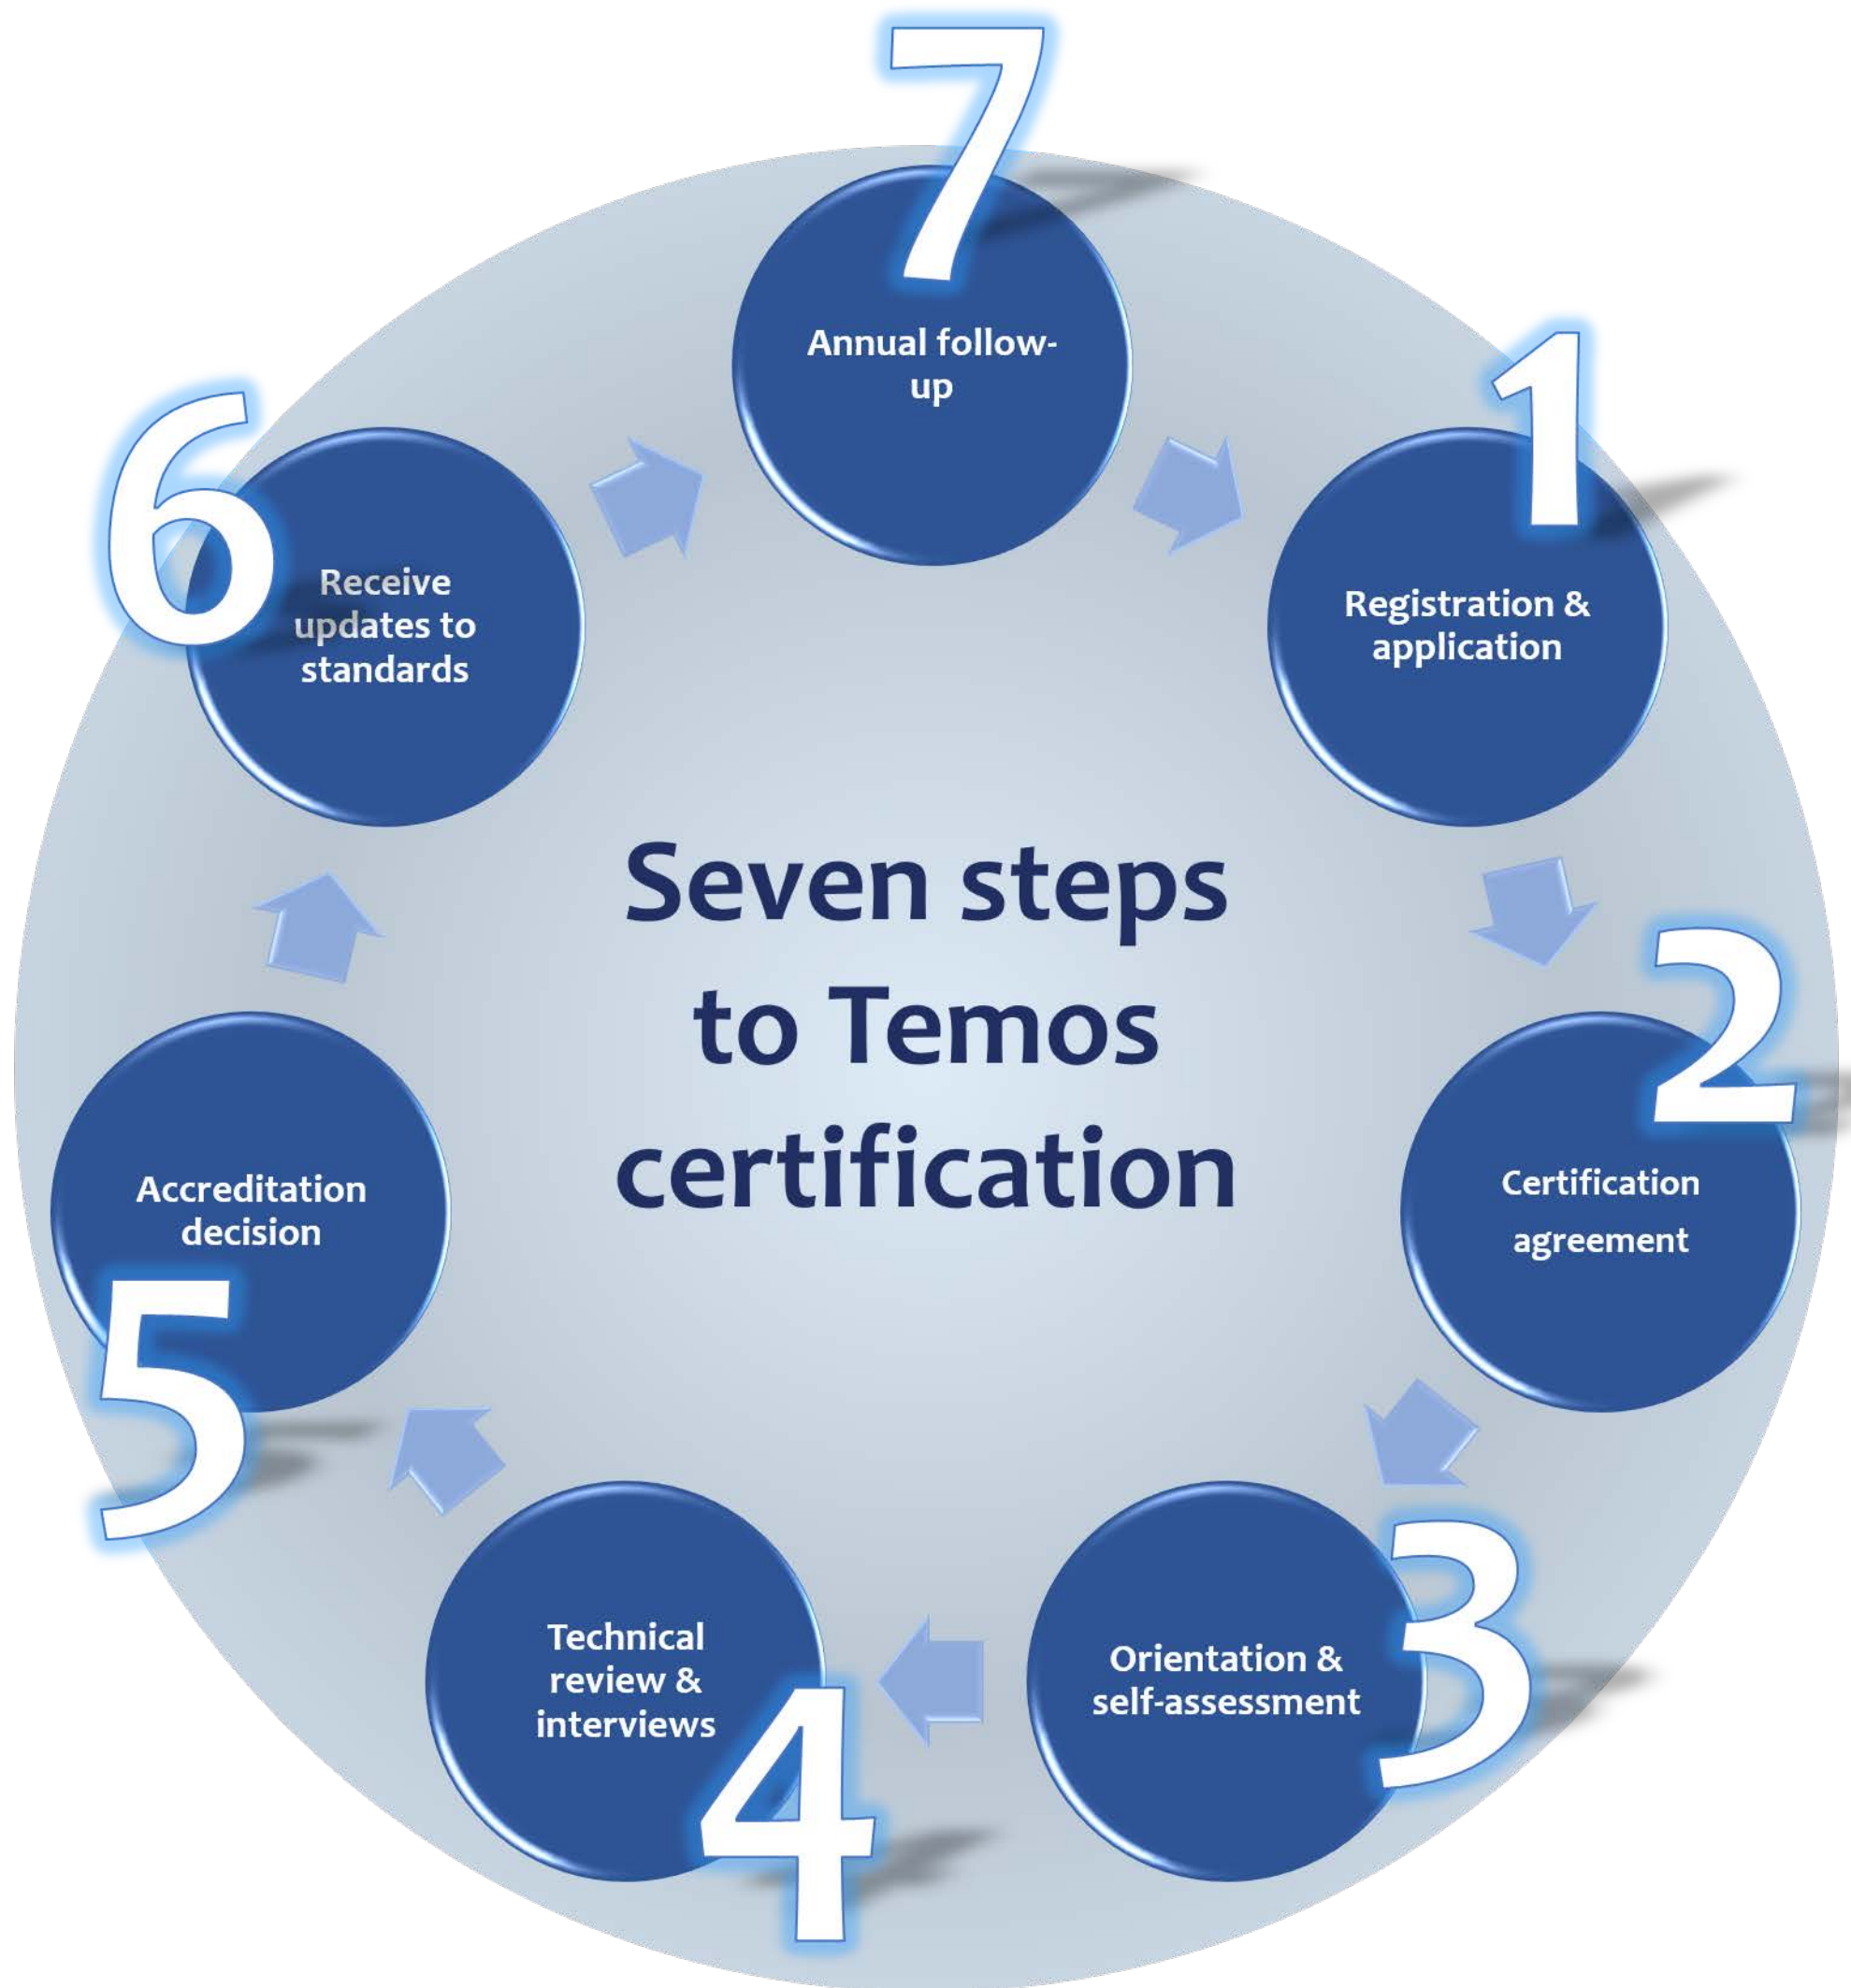 Seven steps
to Temos
certification
1
Registration &
application
2
Certification
agreement
3
Orientation &
self-assessment
4
Technical
review &
interviews
5
Accreditation
decision
6
Receive
updates to
standards
7
Annual follow-
up